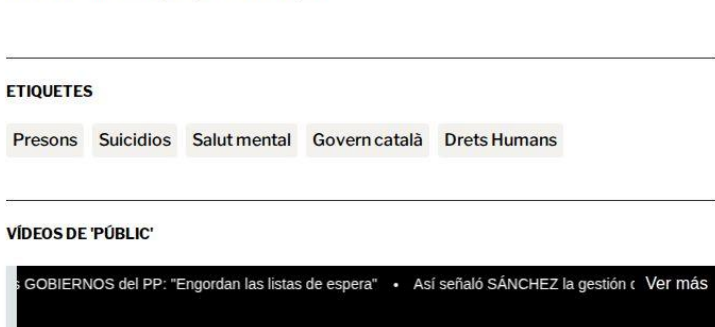 ETIQUETES
Presons Suicidios Salut mental Govern català Drets Humans
VÍDEOS DE 'PÚBLIC'
GOBIERNOS del PP: "Engordan las listas de espera" • Así señaló SÁNCHEZ la gestión Ver más